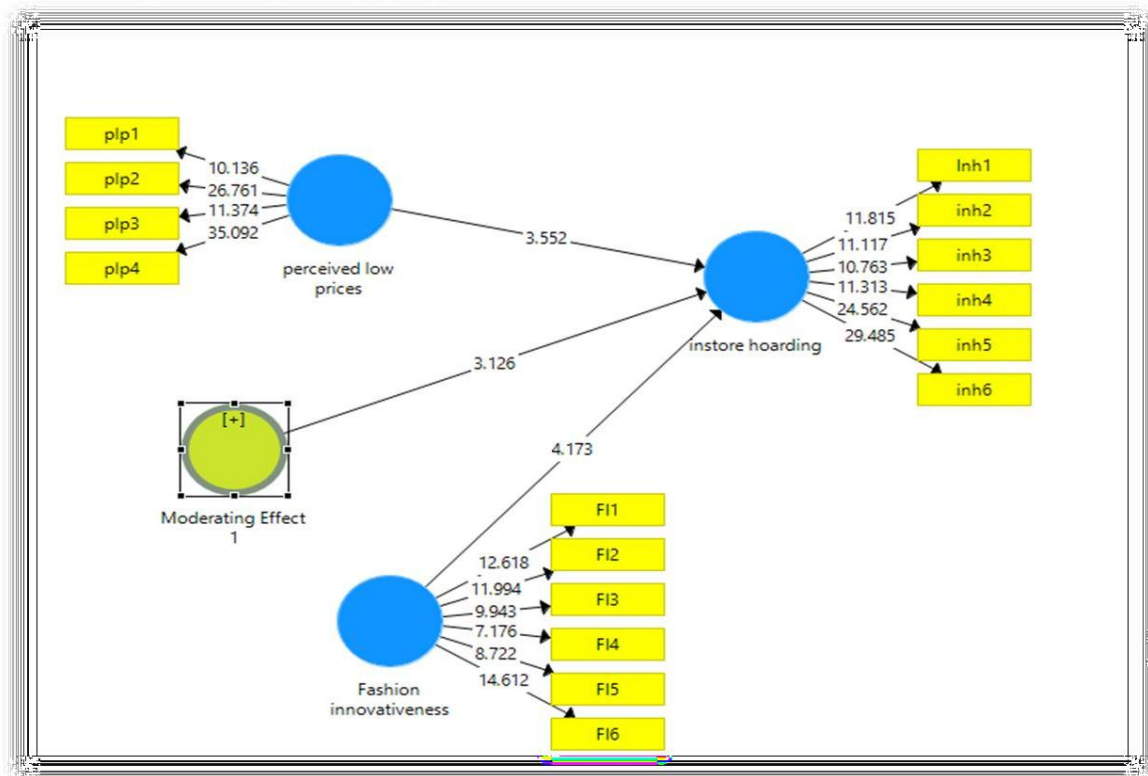 plp1
plp2
plp3
plp4
10.136
26.761
11.374
35.092
perceived low
prices
3.552
Inh1
inh2
inh3
inh4
inh5
inh6
11.815
11.117
10.763
11.313
24.562
29.485
instore hoarding
3.126
[+]
Moderating Effect
1
4.173
FI1
FI2
FI3
FI4
FI5
FI6
12.618
11.994
9.943
7.176
8.722
14.612
Fashion
innovativeness